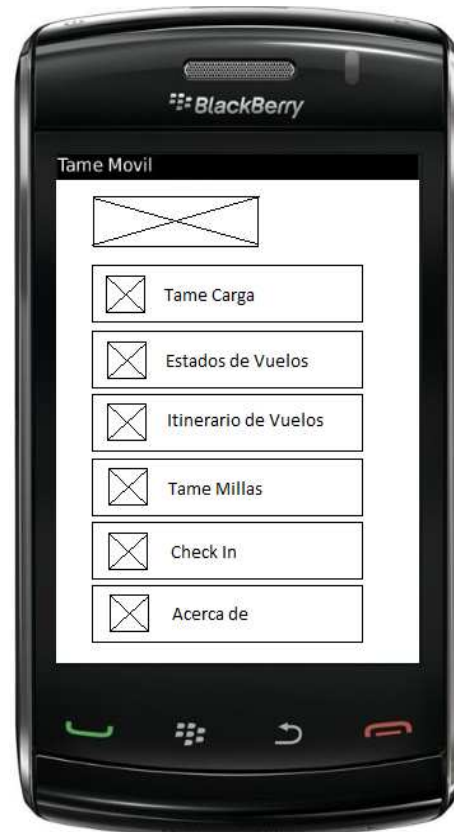 BlackBerry
Tame Movil
Tame Carga
Estados de Vuelos
Itinerario de Vuelos
Tame Millas
Check In
Acerca de